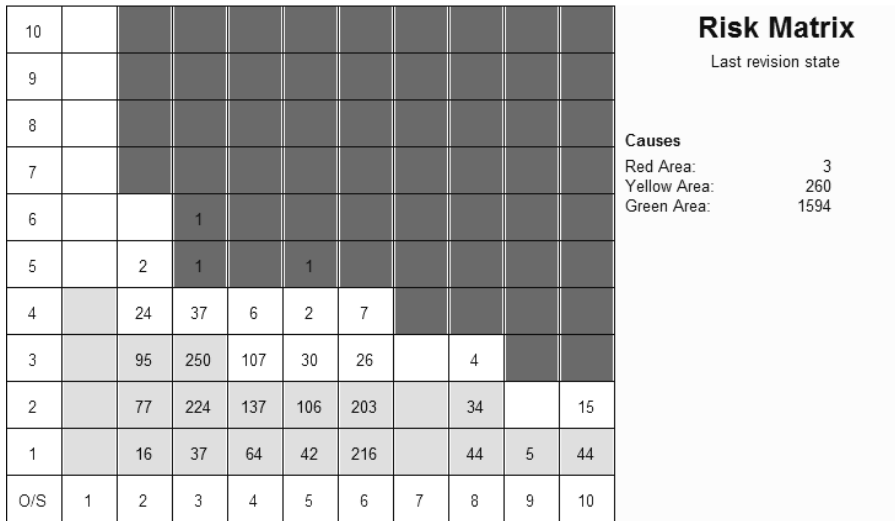 Risk Matrix
Last revision state
Causes
Red Area: 3
Yellow Area: 260
Green Area: 1594
10
9
8
7
6 1
5 2 1 1
4 24 37 6 2 7
3 95 250 107 30 26 4
2 77 224 137 106 203 34 15
1 16 37 64 42 216 44 5 44
O/S 1 2 3 4 5 6 7 8 9 10